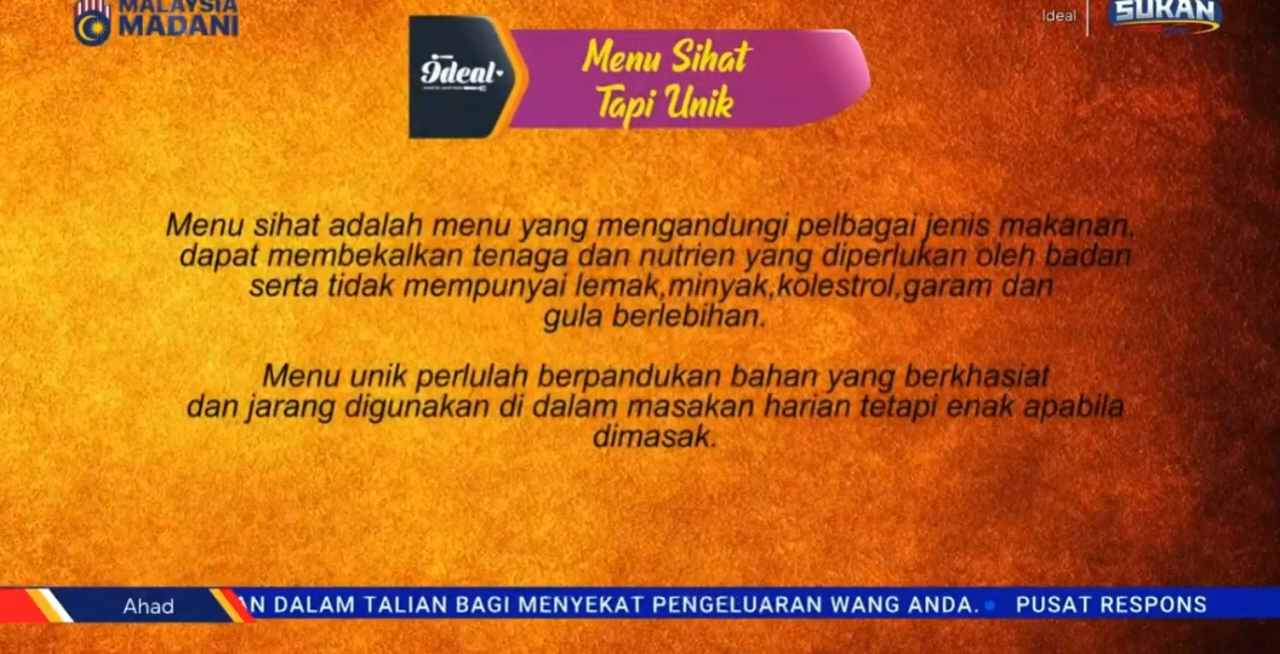 MALAYSIA
MADANI
Ideal
SUKAN
Ideal
Menu Sihat
Tapi Unik
Menu sihat adalah menu yang mengandungi pelbagai jenis makanan,
dapat membekalkan tenaga dan nutrien yang diperlukan oleh badan
serta tidak mempunyai lemak,minyak,kolestrol,garam dan
gula berlebihan.
Menu unik perlulah berpandukan bahan yang berkhasiat
dan jarang digunakan di dalam masakan harian tetapi enak apabila
dimasak.
Ahad
AN DALAM TALIAN BAGI MENYEKAT PENGELUARAN WANG ANDA. • PUSAT RESPONS